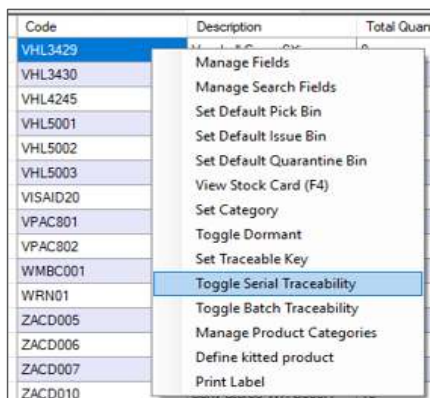 Code Description Total Quan
VHL3429
VHL3430
VHL4245
VHL5001
VHL5002
VHL5003
VISAID20
VPAC801
VPAC802
WMBC001
WRN01
ZACD005
ZACD006
ZACD007
ZACD010
Manage Fields
Manage Search Fields
Set Default Pick Bin
Set Default Issue Bin
Set Default Quarantine Bin
View Stock Card (F4)
Set Category
Toggle Dormant
Set Traceable Key
Toggle Serial Traceability
Toggle Batch Traceability
Manage Product Categories
Define kitted product
Print Label